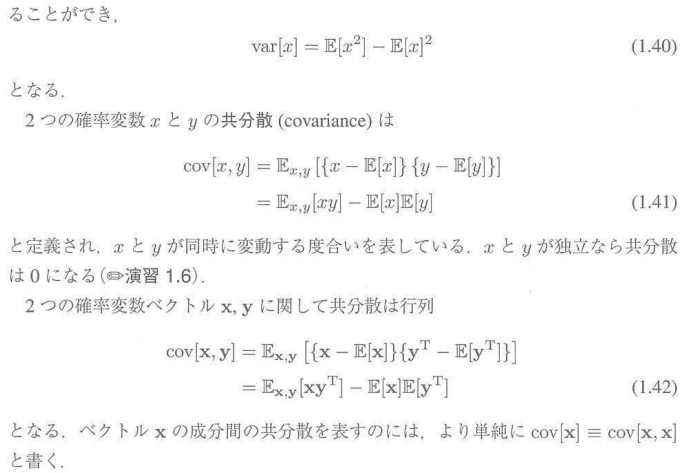 ることができ，
var[x] = 𝔼[x²] − 𝔼[x]² (1.40)
となる．
2 つの確率変数 x と y の共分散 (covariance) は
cov[x, y] = 𝔼x,y [{x − 𝔼[x]} {y − 𝔼[y]}]
= 𝔼x,y[xy] − 𝔼[x]𝔼[y] (1.41)
と定義され，x と y が同時に変動する度合いを表している．x と y が独立なら共分散
は 0 になる(✏演習 1.6)．
2 つの確率変数ベクトル 𝐱, 𝐲 に関して共分散は行列
cov[𝐱, 𝐲] = 𝔼𝐱,𝐲 [{𝐱 − 𝔼[𝐱]}{𝐲ᵀ − 𝔼[𝐲ᵀ]}]
= 𝔼𝐱,𝐲[𝐱𝐲ᵀ] − 𝔼[𝐱]𝔼[𝐲ᵀ] (1.42)
となる．ベクトル 𝐱 の成分間の共分散を表すのには，より単純に cov[𝐱] ≡ cov[𝐱, 𝐱]
と書く．